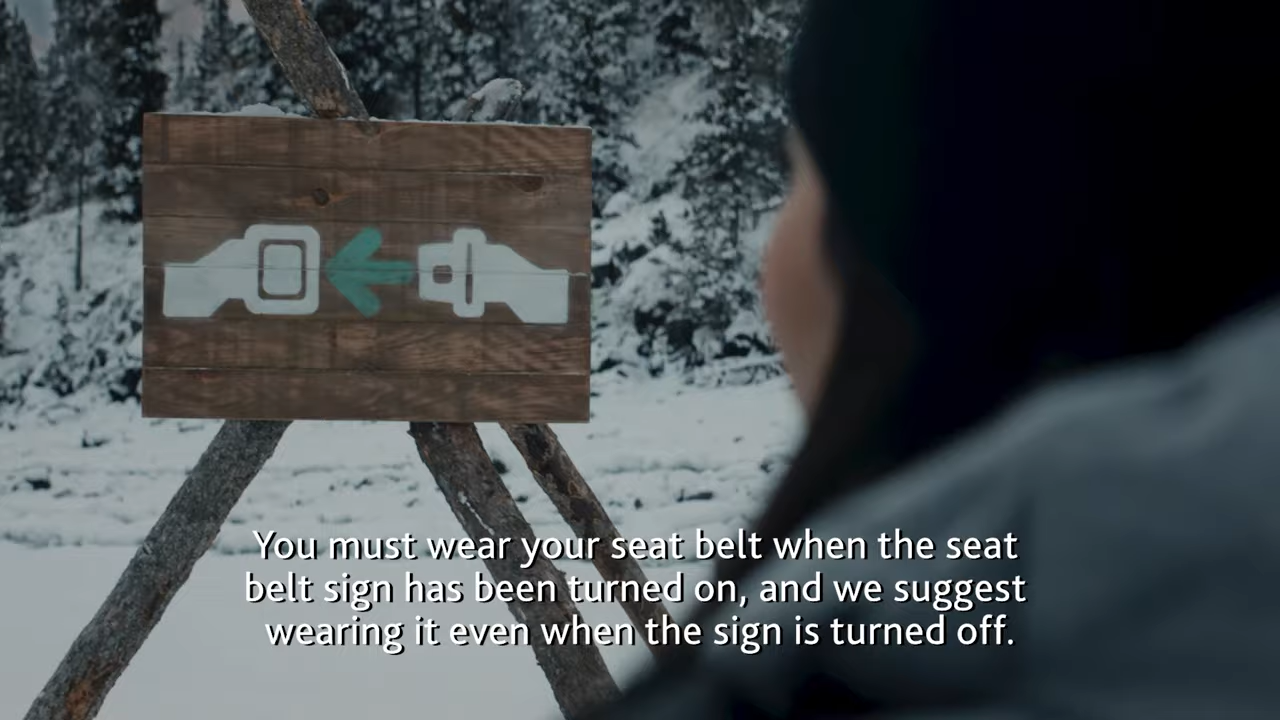 You must wear your seat belt when the seat
belt sign has been turned on, and we suggest
wearing it even when the sign is turned off.